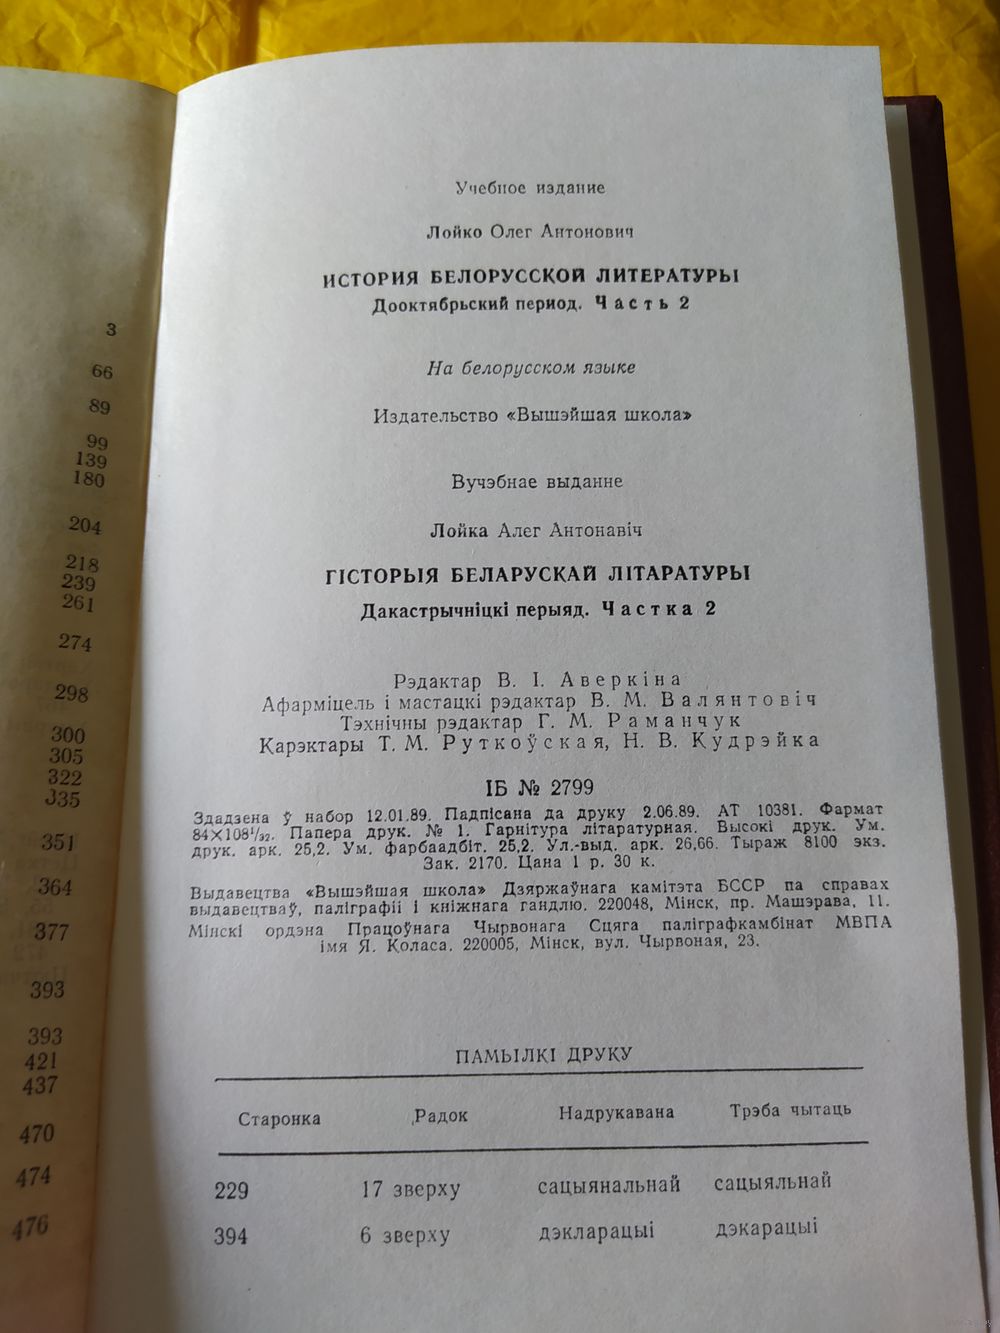 3
66
89
99
139
180
204
218
239
261
274
298
300
305
322
335
351
364
377
393
393
421
437
470
474
476
Учебное издание
Лойко Олег Антонович
ИСТОРИЯ БЕЛОРУССКОЙ ЛИТЕРАТУРЫ
Дооктябрьский период. Часть 2
На белорусском языке
Издательство «Вышэйшая школа»
Вучэбнае выданне
Лойка Алег Антонавіч
ГІСТОРЫЯ БЕЛАРУСКАЙ ЛІТАРАТУРЫ
Дакастрычніцкі перыяд. Частка 2
Рэдактар В. І. Аверкіна
Афарміцель і мастацкі рэдактар В. М. Валянтовіч
Тэхнічны рэдактар Г. М. Раманчук
Карэктары Т. М. Руткоўская, Н. В. Кудрэйка
ІБ № 2799
Здадзена ў набор 12.01.89. Падпісана да друку 2.06.89. АТ 10381. Фармат
84×108¹/₃₂. Папера друк. № 1. Гарнітура літаратурная. Высокі друк. Ум.
друк. арк. 25,2. Ум. фарбаадбіт. 25,2. Ул.-выд. арк. 26,66. Тыраж 8100 экз.
Зак. 2170. Цана 1 р. 30 к.
Выдавецтва «Вышэйшая школа» Дзяржаўнага камітэта БССР па справах
выдавецтваў, паліграфіі і кніжнага гандлю. 220048, Мінск, пр. Машэрава, 11.
Мінскі ордэна Працоўнага Чырвонага Сцяга паліграфкамбінат МВПА
імя Я. Коласа. 220005, Мінск, вул. Чырвоная, 23.
ПАМЫЛКІ ДРУКУ
Старонка Радок Надрукавана Трэба чытаць
229 17 зверху сацыянальнай сацыяльнай
394 6 зверху дэкларацыі дэкарацыі